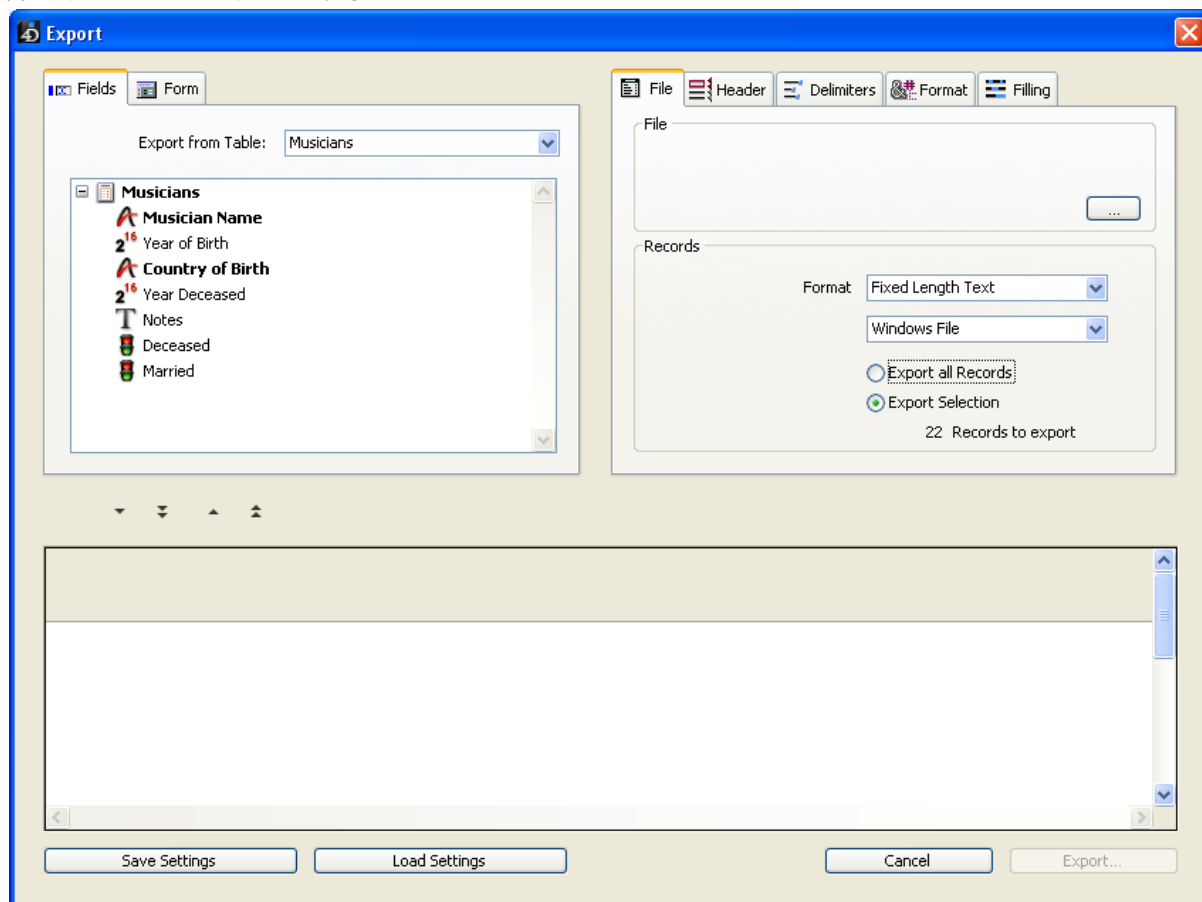 Export
Fields
Form
Export from Table:
Musicians
Musicians
Musician Name
2¹⁶ Year of Birth
Country of Birth
2¹⁶ Year Deceased
Notes
Deceased
Married
File
Header
Delimiters
Format
Filling
File
...
Records
Format
Fixed Length Text
Windows File
Export all Records
Export Selection
22 Records to export
Save Settings
Load Settings
Cancel
Export...